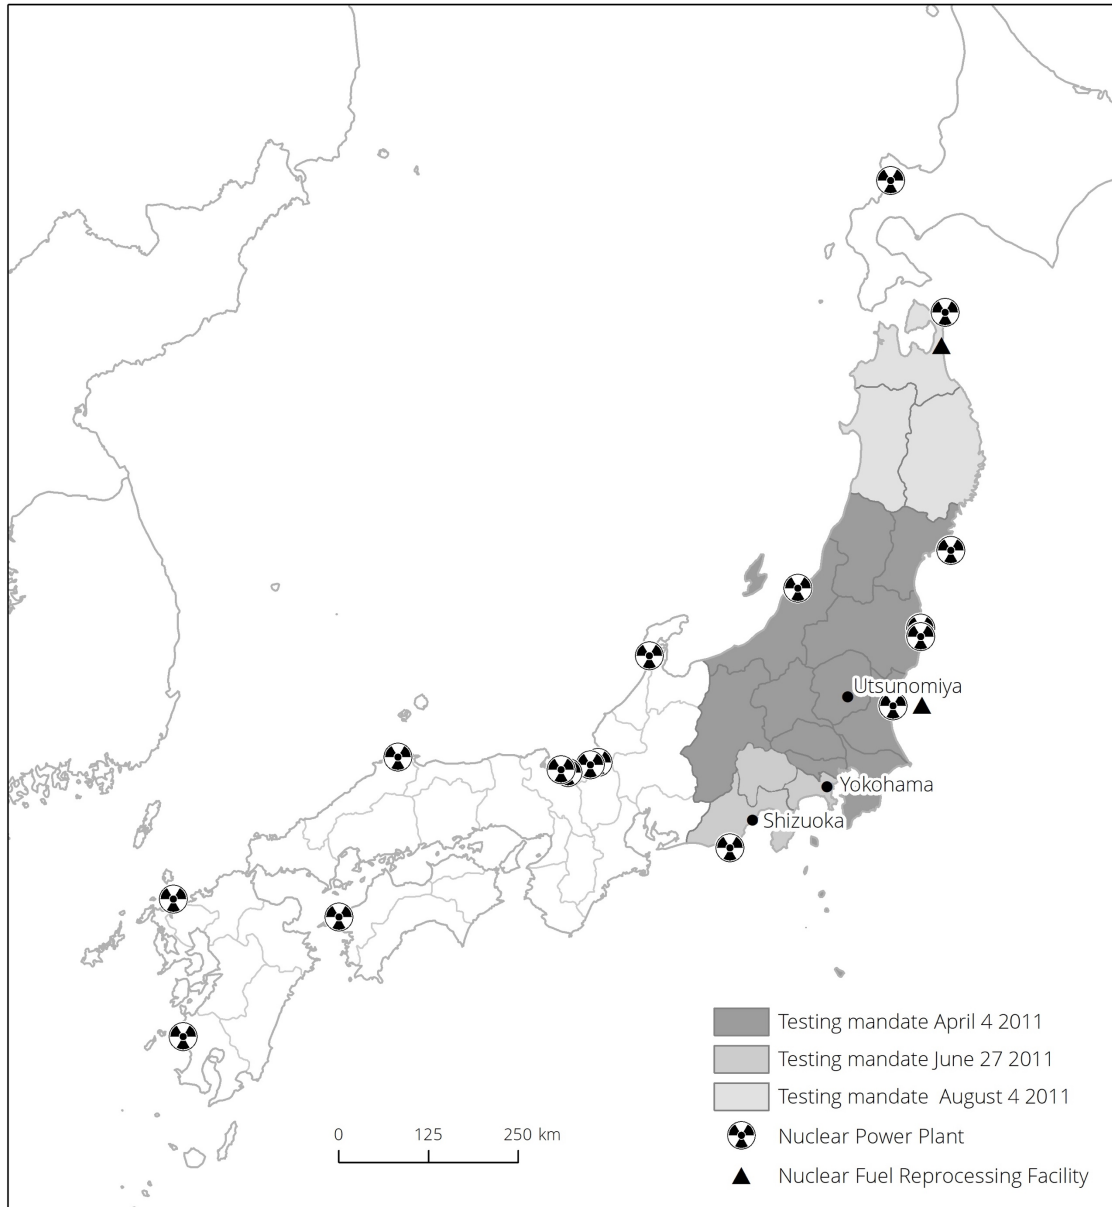 Utsunomiya
Yokohama
Shizuoka
Testing mandate April 4 2011
Testing mandate June 27 2011
Testing mandate  August 4 2011
0 125 250 km
Nuclear Power Plant
Nuclear Fuel Reprocessing Facility